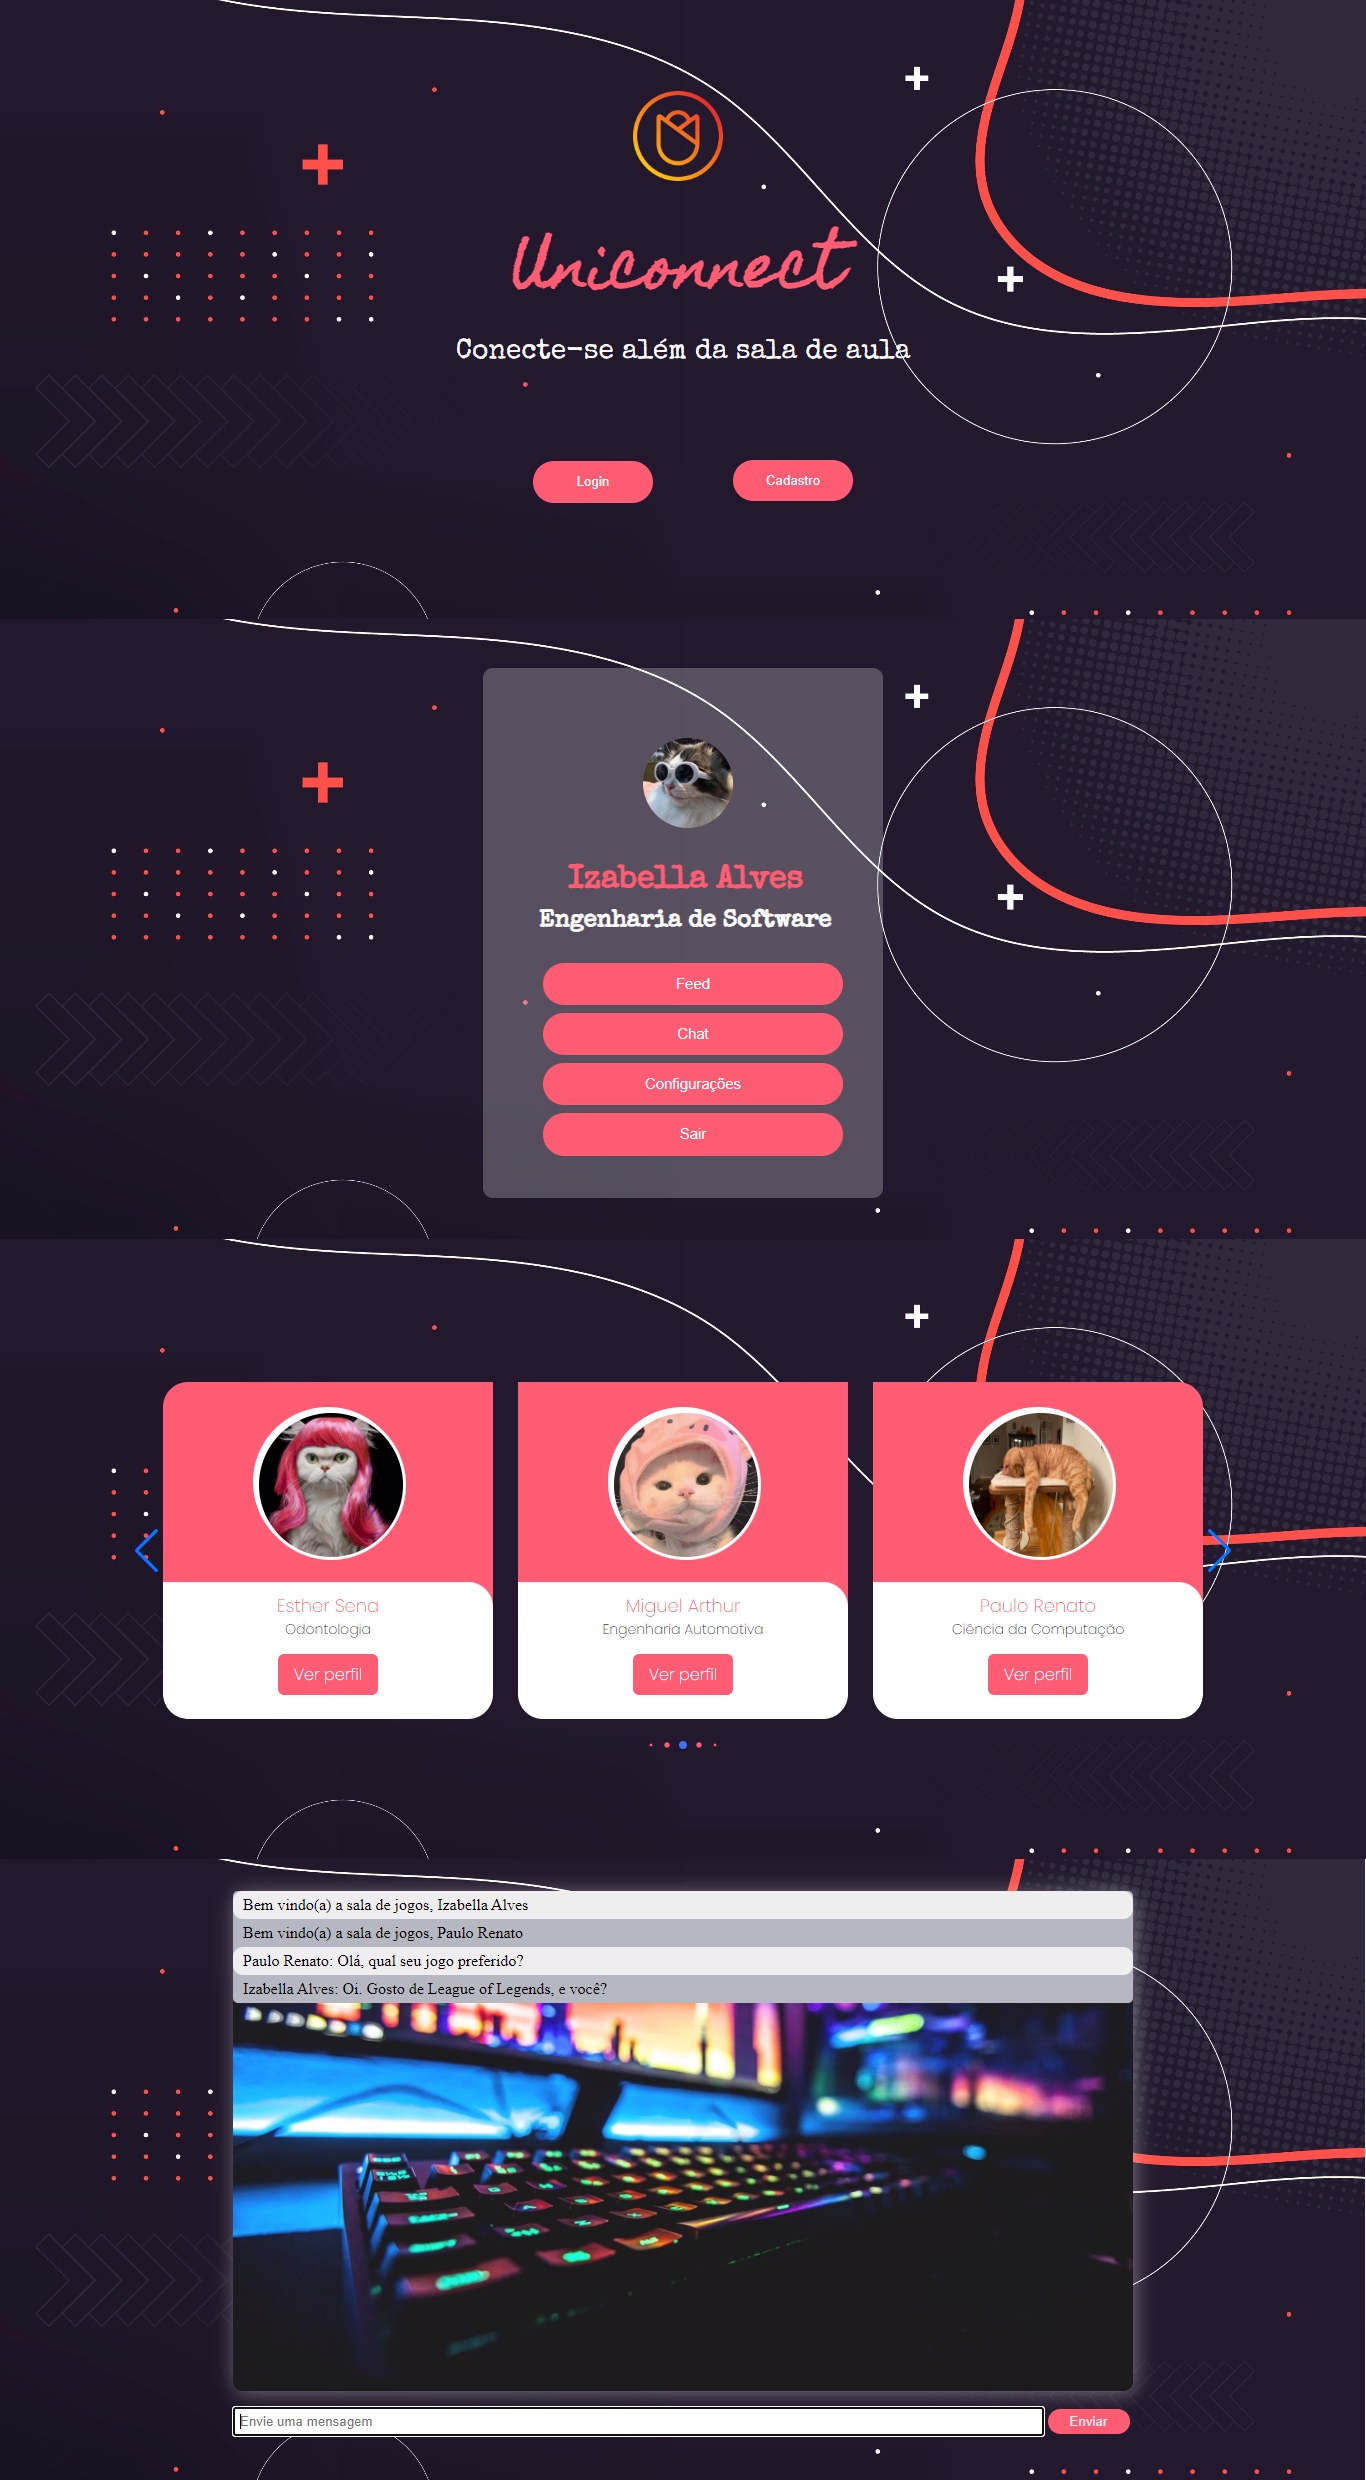 Uniconnect
Conecte-se além da sala de aula
Login
Cadastro
Izabella Alves
Engenharia de Software
Feed
Chat
Configurações
Sair
Esther Sena
Odontologia
Ver perfil
Miguel Arthur
Engenharia Automotiva
Ver perfil
Paulo Renato
Ciência da Computação
Ver perfil
Bem vindo(a) a sala de jogos, Izabella Alves
Bem vindo(a) a sala de jogos, Paulo Renato
Paulo Renato: Olá, qual seu jogo preferido?
Izabella Alves: Oi. Gosto de League of Legends, e você?
Envie uma mensagem
Enviar